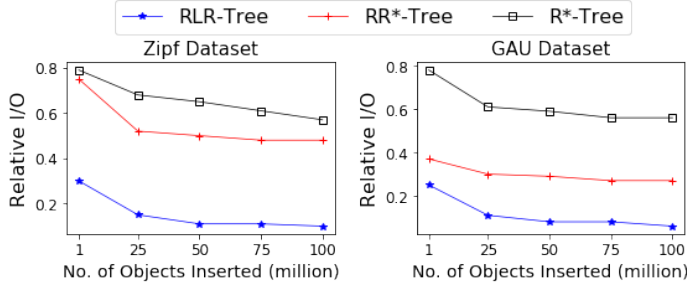 RLR-Tree RR*-Tree R*-Tree
Zipf Dataset
Relative I/O
0.8
0.6
0.4
0.2
1 25 50 75 100
No. of Objects Inserted (million)
GAU Dataset
Relative I/O
0.8
0.6
0.4
0.2
1 25 50 75 100
No. of Objects Inserted (million)